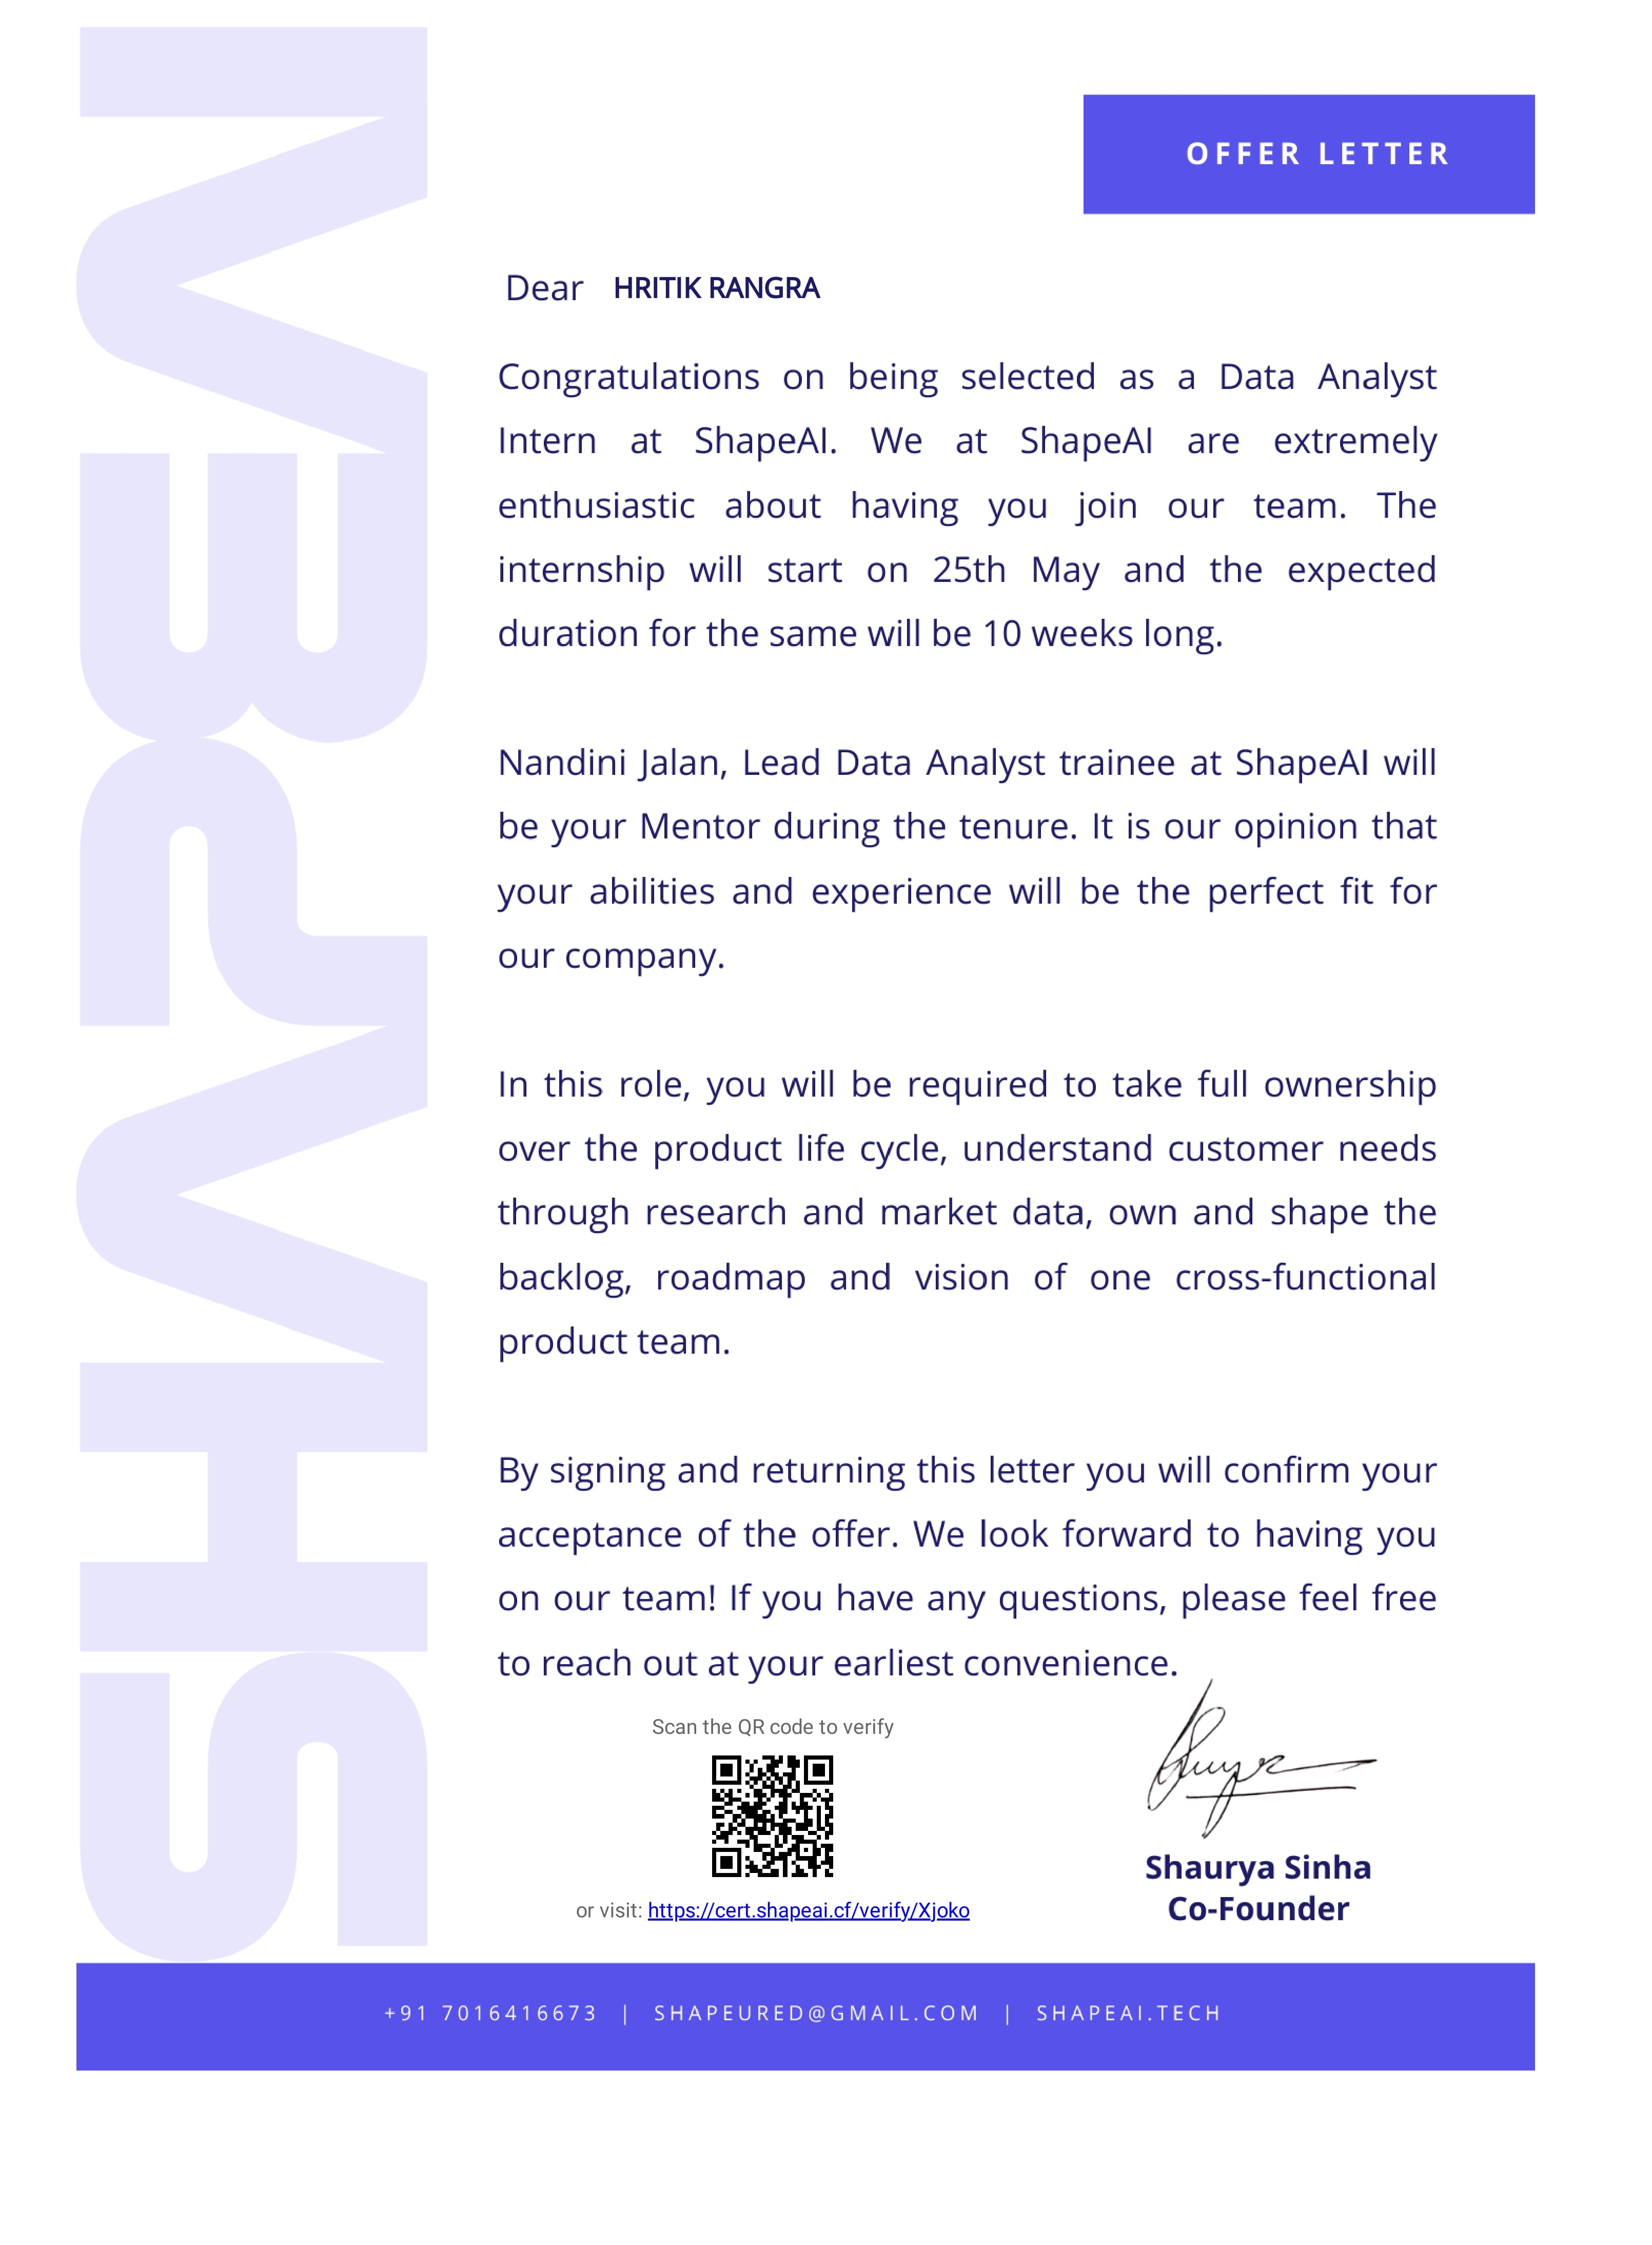 SHAPEAI
OFFER LETTER
Dear HRITIK RANGRA
Congratulations on being selected as a Data Analyst
Intern at ShapeAI. We at ShapeAI are extremely
enthusiastic about having you join our team. The
internship will start on 25th May and the expected
duration for the same will be 10 weeks long.
Nandini Jalan, Lead Data Analyst trainee at ShapeAI will
be your Mentor during the tenure. It is our opinion that
your abilities and experience will be the perfect fit for
our company.
In this role, you will be required to take full ownership
over the product life cycle, understand customer needs
through research and market data, own and shape the
backlog, roadmap and vision of one cross-functional
product team.
By signing and returning this letter you will confirm your
acceptance of the offer. We look forward to having you
on our team! If you have any questions, please feel free
to reach out at your earliest convenience.
Scan the QR code to verify
or visit: https://cert.shapeai.cf/verify/Xjoko
Shaurya Sinha
Co-Founder
+91 7016416673 | SHAPEURED@GMAIL.COM | SHAPEAI.TECH